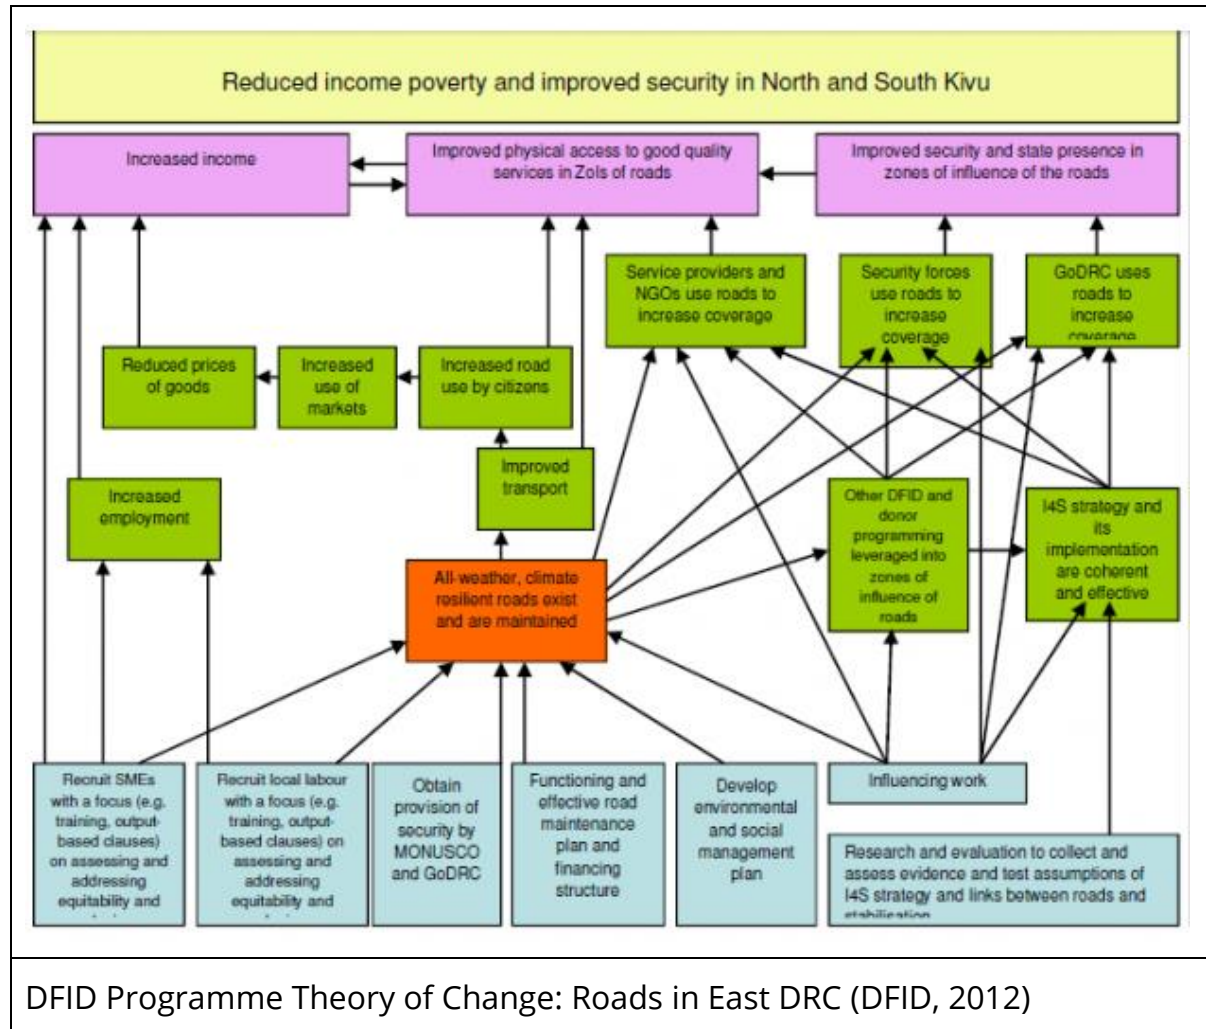 Reduced income poverty and improved security in North and South Kivu
Increased income
Improved physical access to good quality
services in ZoIs of roads
Improved security and state presence in
zones of influence of the roads
Service providers and
NGOs use roads to
increase coverage
Security forces
use roads to
increase
coverage
GoDRC uses
roads to
increase
coverage
Reduced prices
of goods
Increased
use of
markets
Increased road
use by citizens
Improved
transport
Increased
employment
Other DFID and
donor
programming
leveraged into
zones of
influence of
roads
I4S strategy and
its
implementation
are coherent
and effective
All-weather, climate
resilient roads exist
and are maintained
Recruit SMEs
with a focus (e.g.
training, output-
based clauses)
on assessing and
addressing
equitability and
Recruit local labour
with a focus (e.g.
training, output-
based clauses) on
assessing and
addressing
equitability and
Obtain
provision of
security by
MONUSCO
and GoDRC
Functioning and
effective road
maintenance
plan and
financing
structure
Develop
environmental
and social
management
plan
Influencing work
Research and evaluation to collect and
assess evidence and test assumptions of
I4S strategy and links between roads and
stabilisation
DFID Programme Theory of Change: Roads in East DRC (DFID, 2012)